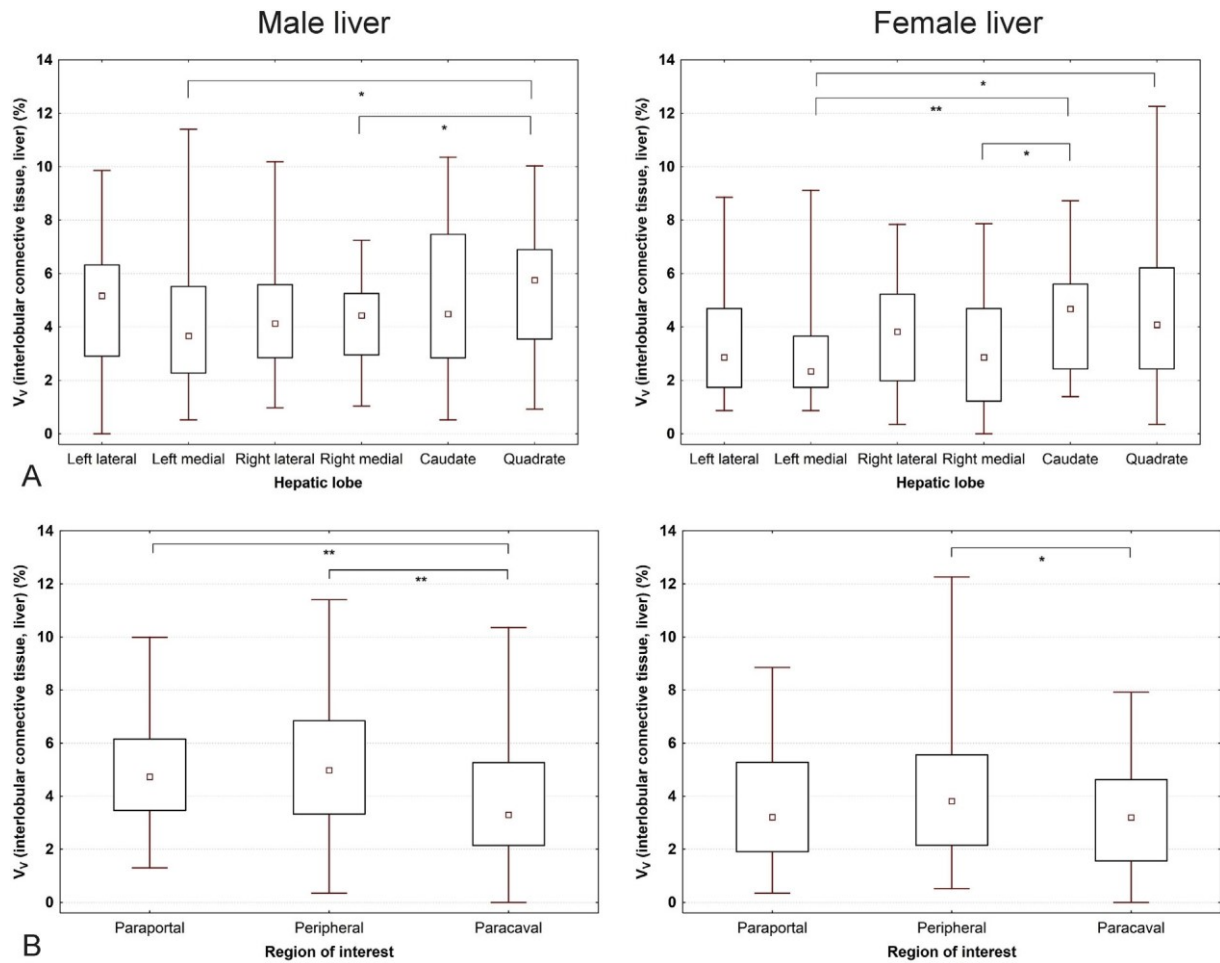 Male liver
Female liver
V_V (interlobular connective tissue, liver) (%)
14
12
10
8
6
4
2
0
*
*
Left lateral Left medial Right lateral Right medial Caudate Quadrate
Hepatic lobe
A
V_V (interlobular connective tissue, liver) (%)
14
12
10
8
6
4
2
0
*
**
*
Left lateral Left medial Right lateral Right medial Caudate Quadrate
Hepatic lobe
V_V (interlobular connective tissue, liver) (%)
14
12
10
8
6
4
2
0
**
**
Paraportal Peripheral Paracaval
Region of interest
B
V_V (interlobular connective tissue, liver) (%)
14
12
10
8
6
4
2
0
*
Paraportal Peripheral Paracaval
Region of interest